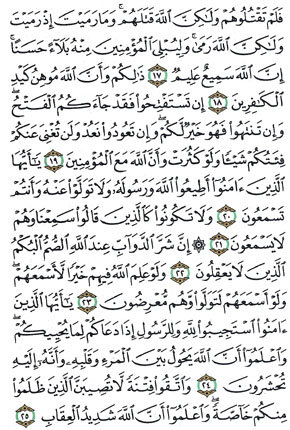 فَلَمْ تَقْتُلُوهُمْ وَلَٰكِنَّ ٱللَّهَ قَتَلَهُمْ ۚ وَمَا رَمَيْتَ إِذْ رَمَيْتَ
وَلَٰكِنَّ ٱللَّهَ رَمَىٰ ۚ وَلِيُبْلِىَ ٱلْمُؤْمِنِينَ مِنْهُ بَلَآءً حَسَنًا ۚ
إِنَّ ٱللَّهَ سَمِيعٌ عَلِيمٌ ١٧ ذَٰلِكُمْ وَأَنَّ ٱللَّهَ مُوهِنُ كَيْدِ
ٱلْكَٰفِرِينَ ١٨ إِن تَسْتَفْتِحُوا۟ فَقَدْ جَآءَكُمُ ٱلْفَتْحُ ۖ
وَإِن تَنتَهُوا۟ فَهُوَ خَيْرٌ لَّكُمْ ۖ وَإِن تَعُودُوا۟ نَعُدْ وَلَن تُغْنِىَ عَنكُمْ
فِئَتُكُمْ شَيْـًٔا وَلَوْ كَثُرَتْ وَأَنَّ ٱللَّهَ مَعَ ٱلْمُؤْمِنِينَ ١٩ يَٰٓأَيُّهَا
ٱلَّذِينَ ءَامَنُوٓا۟ أَطِيعُوا۟ ٱللَّهَ وَرَسُولَهُۥ وَلَا تَوَلَّوْا۟ عَنْهُ وَأَنتُمْ
تَسْمَعُونَ ٢٠ وَلَا تَكُونُوا۟ كَٱلَّذِينَ قَالُوا۟ سَمِعْنَا وَهُمْ
لَا يَسْمَعُونَ ٢١ ۞ إِنَّ شَرَّ ٱلدَّوَآبِّ عِندَ ٱللَّهِ ٱلصُّمُّ ٱلْبُكْمُ
ٱلَّذِينَ لَا يَعْقِلُونَ ٢٢ وَلَوْ عَلِمَ ٱللَّهُ فِيهِمْ خَيْرًا لَّأَسْمَعَهُمْ ۖ
وَلَوْ أَسْمَعَهُمْ لَتَوَلَّوا۟ وَّهُم مُّعْرِضُونَ ٢٣ يَٰٓأَيُّهَا ٱلَّذِينَ
ءَامَنُوا۟ ٱسْتَجِيبُوا۟ لِلَّهِ وَلِلرَّسُولِ إِذَا دَعَاكُمْ لِمَا يُحْيِيكُمْ ۖ
وَٱعْلَمُوٓا۟ أَنَّ ٱللَّهَ يَحُولُ بَيْنَ ٱلْمَرْءِ وَقَلْبِهِۦ وَأَنَّهُۥٓ إِلَيْهِ
تُحْشَرُونَ ٢٤ وَٱتَّقُوا۟ فِتْنَةً لَّا تُصِيبَنَّ ٱلَّذِينَ ظَلَمُوا۟
مِنكُمْ خَآصَّةً ۖ وَٱعْلَمُوٓا۟ أَنَّ ٱللَّهَ شَدِيدُ ٱلْعِقَابِ ٢٥